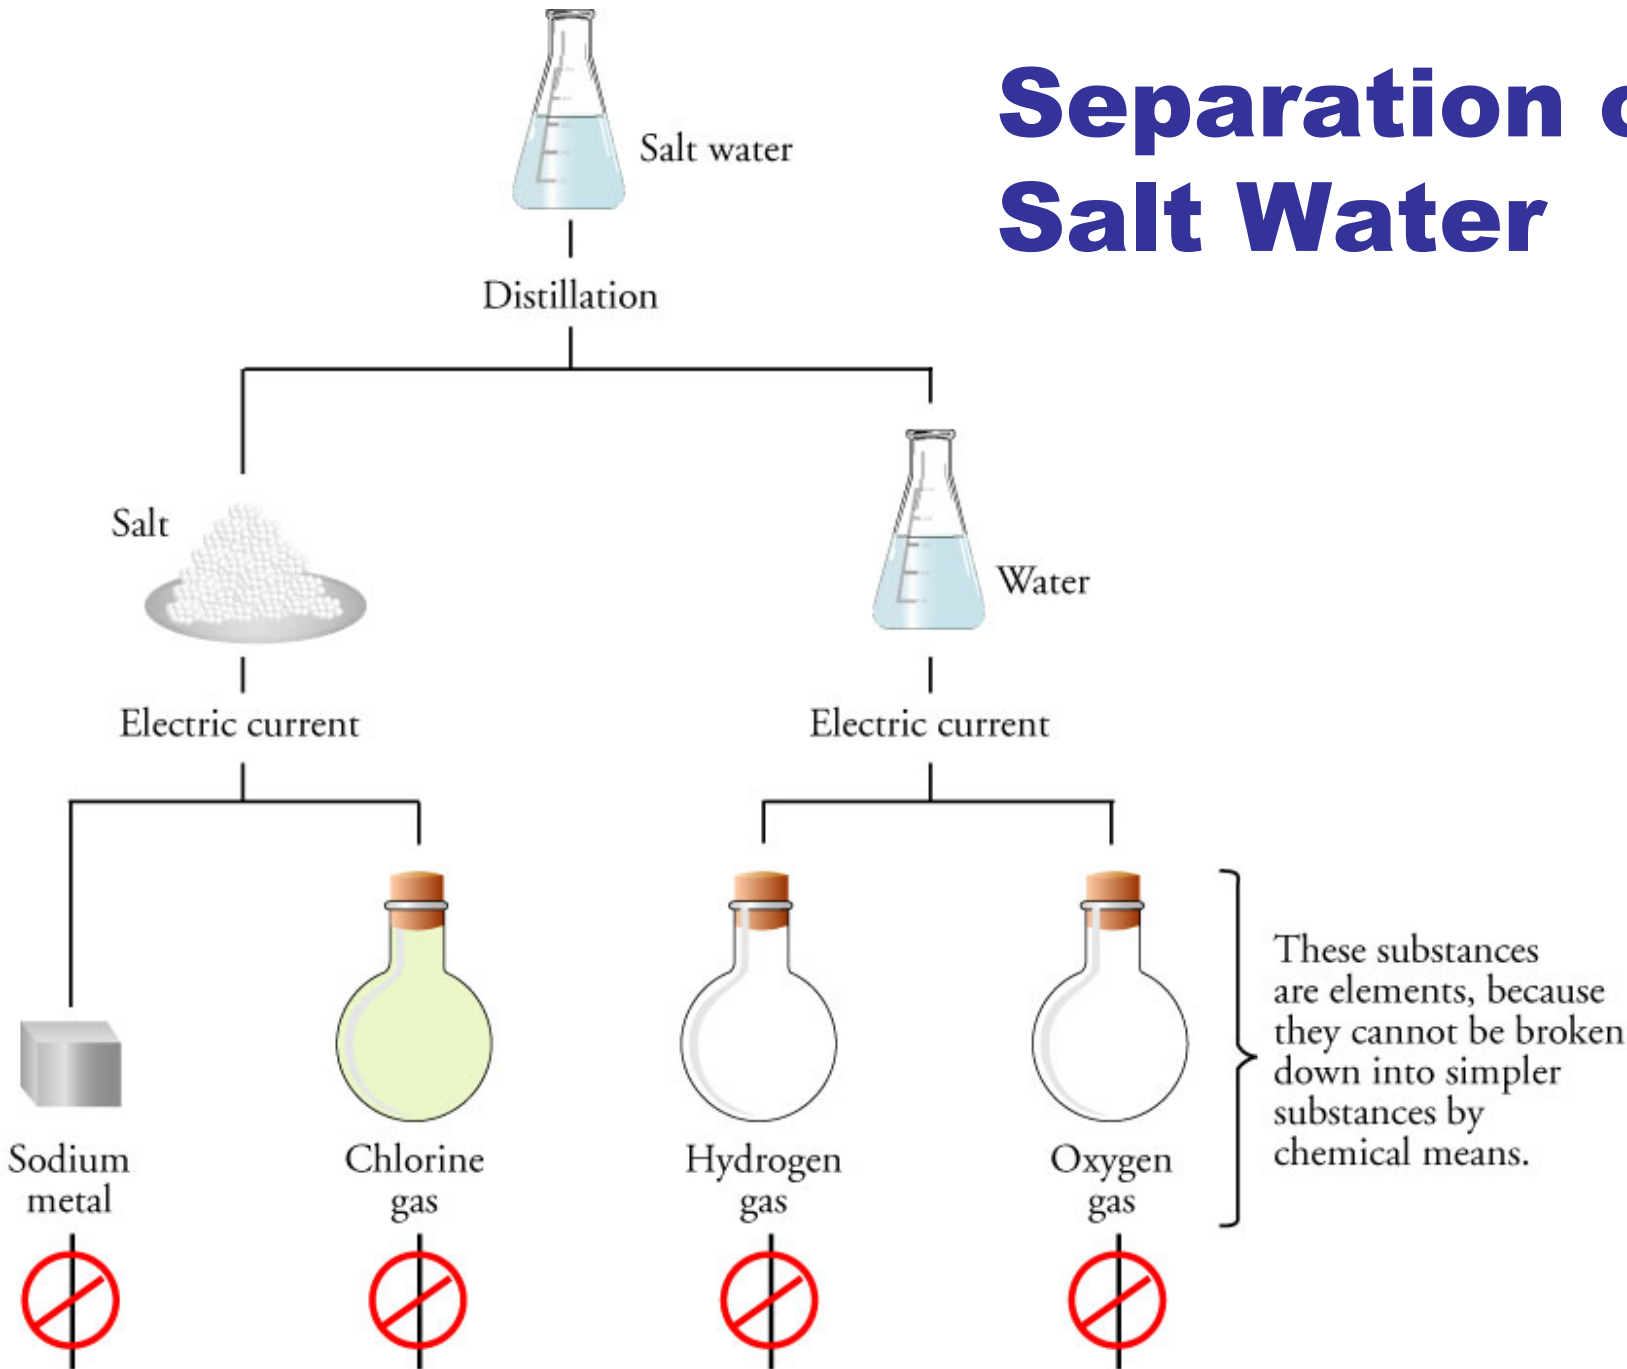 Separation o
Salt Water
Salt water
Distillation
Salt
Water
Electric current
Electric current
Sodium
metal
Chlorine
gas
Hydrogen
gas
Oxygen
gas
These substances
are elements, because
they cannot be broken
down into simpler
substances by
chemical means.